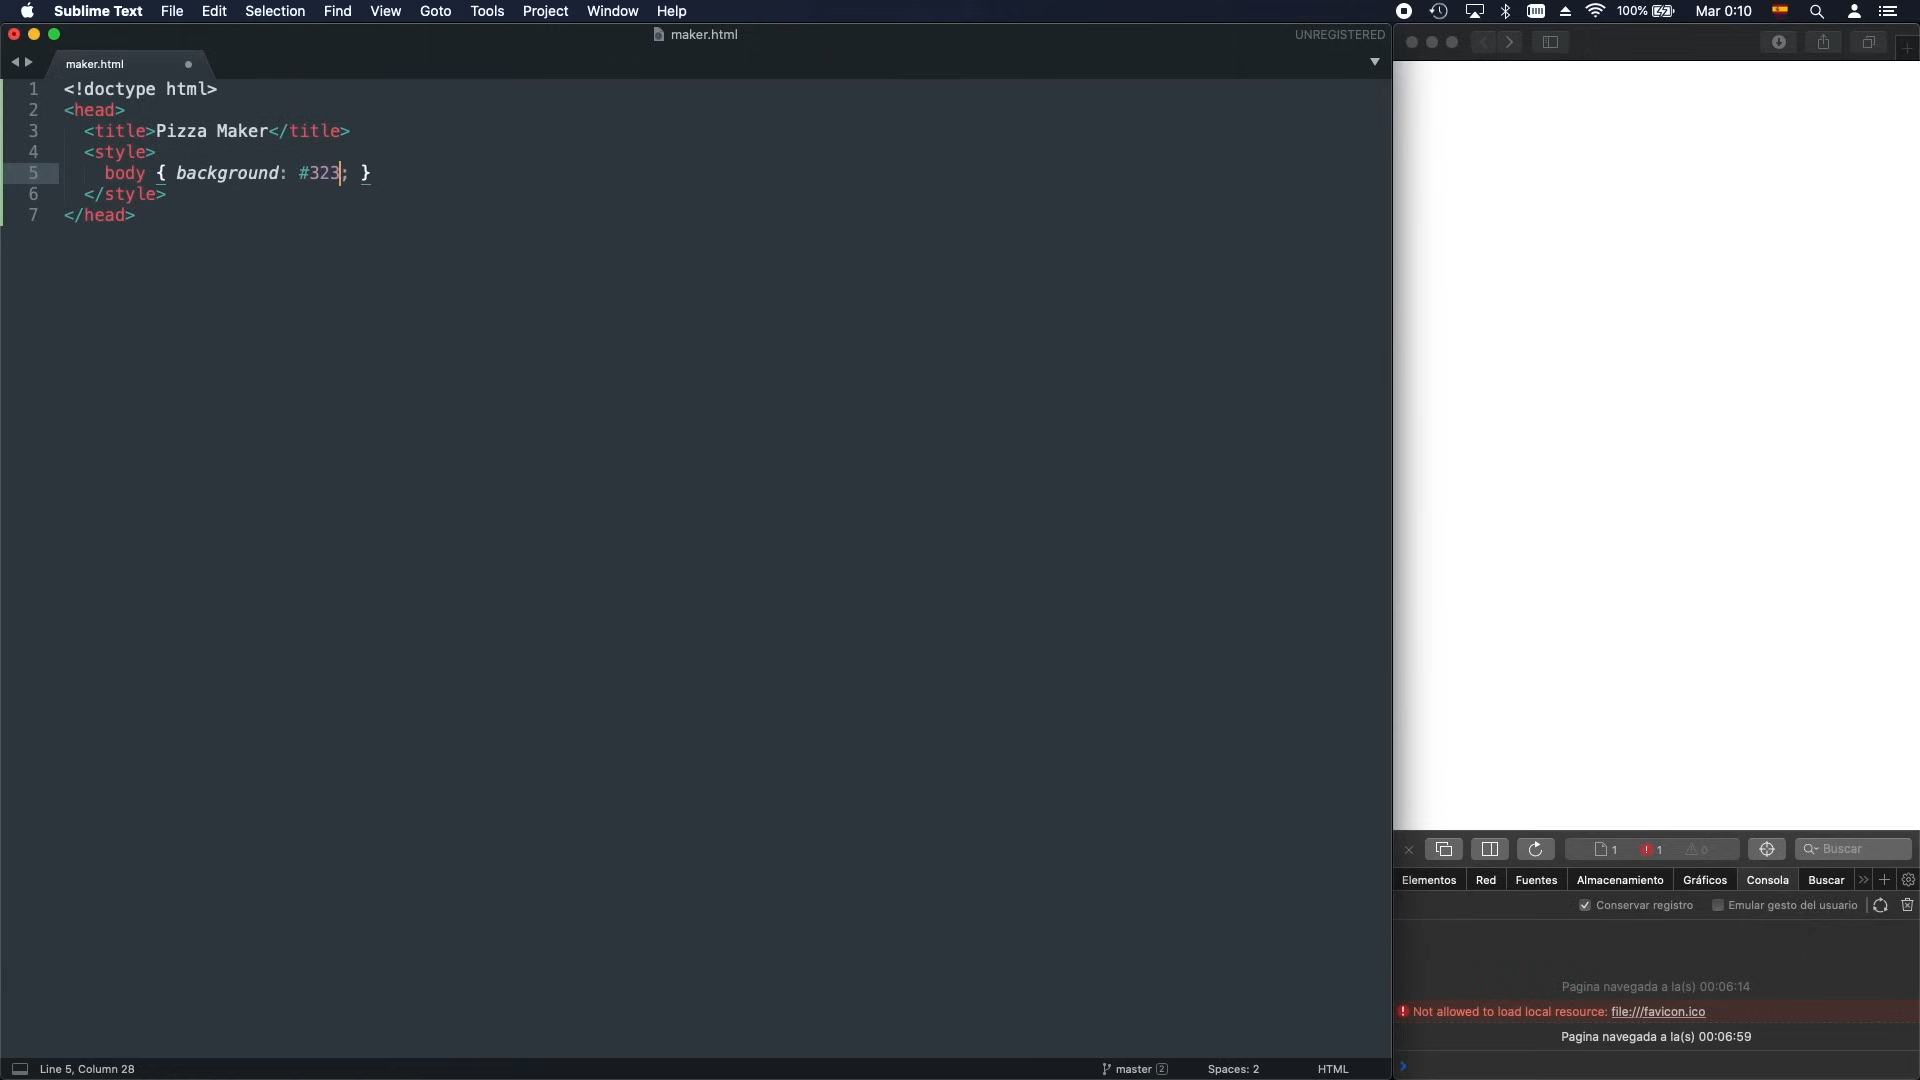 Sublime Text File Edit Selection Find View Goto Tools Project Window Help 100% Mar 0:10
maker.html UNREGISTERED
maker.html
1 <!doctype html>
2 <head>
3 <title>Pizza Maker</title>
4 <style>
5 body { background: #323; }
6 </style>
7 </head>
1 1 0 Buscar
Elementos Red Fuentes Almacenamiento Gráficos Consola Buscar
Conservar registro Emular gesto del usuario
Pagina navegada a la(s) 00:06:14
Not allowed to load local resource: file:///favicon.ico
Pagina navegada a la(s) 00:06:59
Line 5, Column 28 master 2 Spaces: 2 HTML